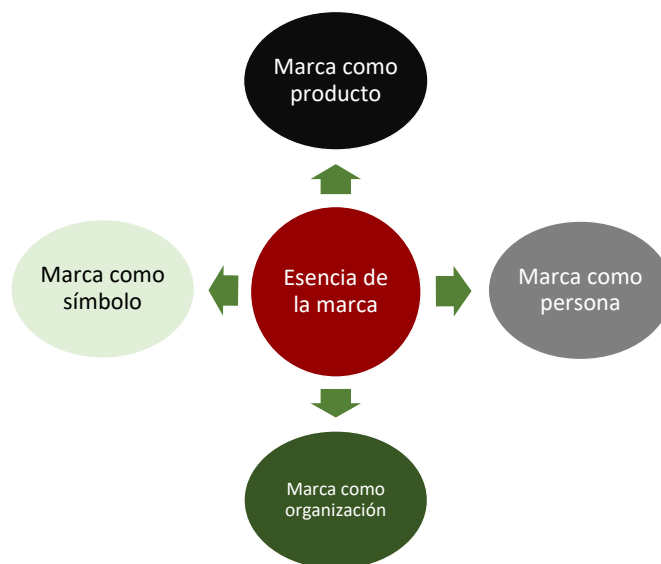 Marca como
producto
Marca como
símbolo
Esencia de
la marca
Marca como
persona
Marca como
organización